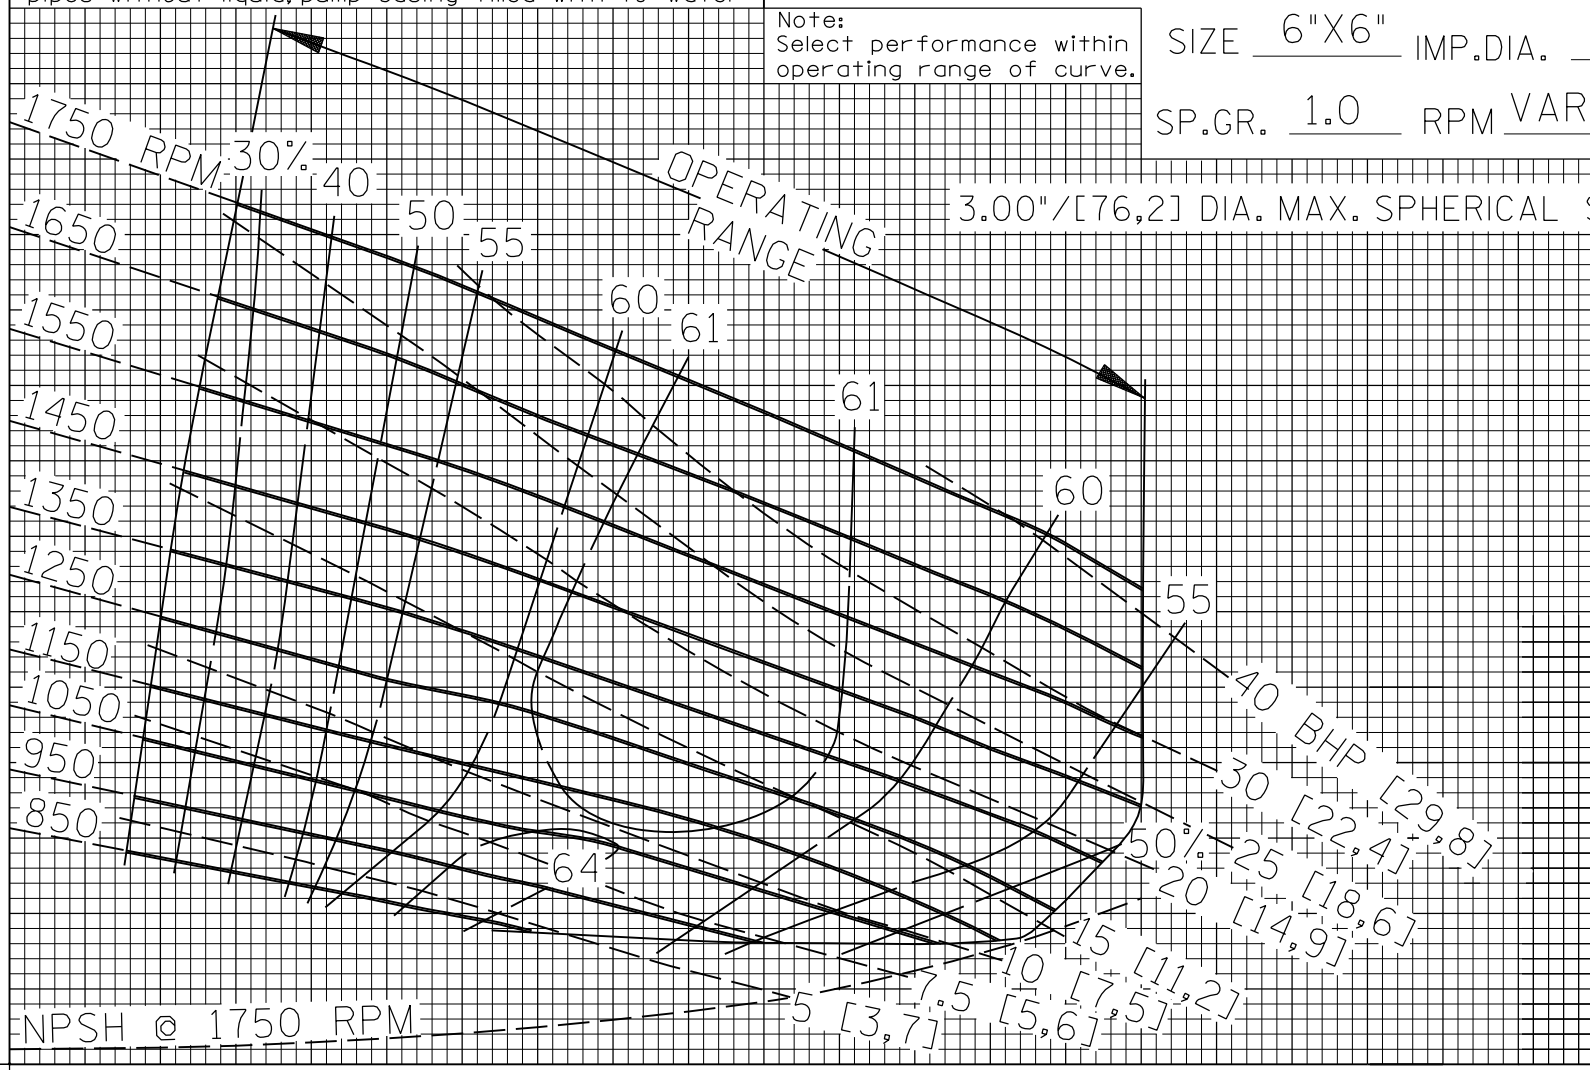 Note:
Select performance within
operating range of curve.
SIZE 6"X6" IMP.DIA.
SP.GR. 1.0 RPM VAR
3.00"/[76,2] DIA. MAX. SPHERICAL
OPERATING
RANGE
1750 RPM
30%
40
50
55
60
61
61
60
55
50%
64
1650
1550
1450
1350
1250
1150
1050
950
850
40 BHP [29,8]
30 [22,4]
25 [18,6]
20 [14,9]
15 [11,2]
10 [7,5]
7.5 [5,6]
5 [3,7]
NPSH @ 1750 RPM